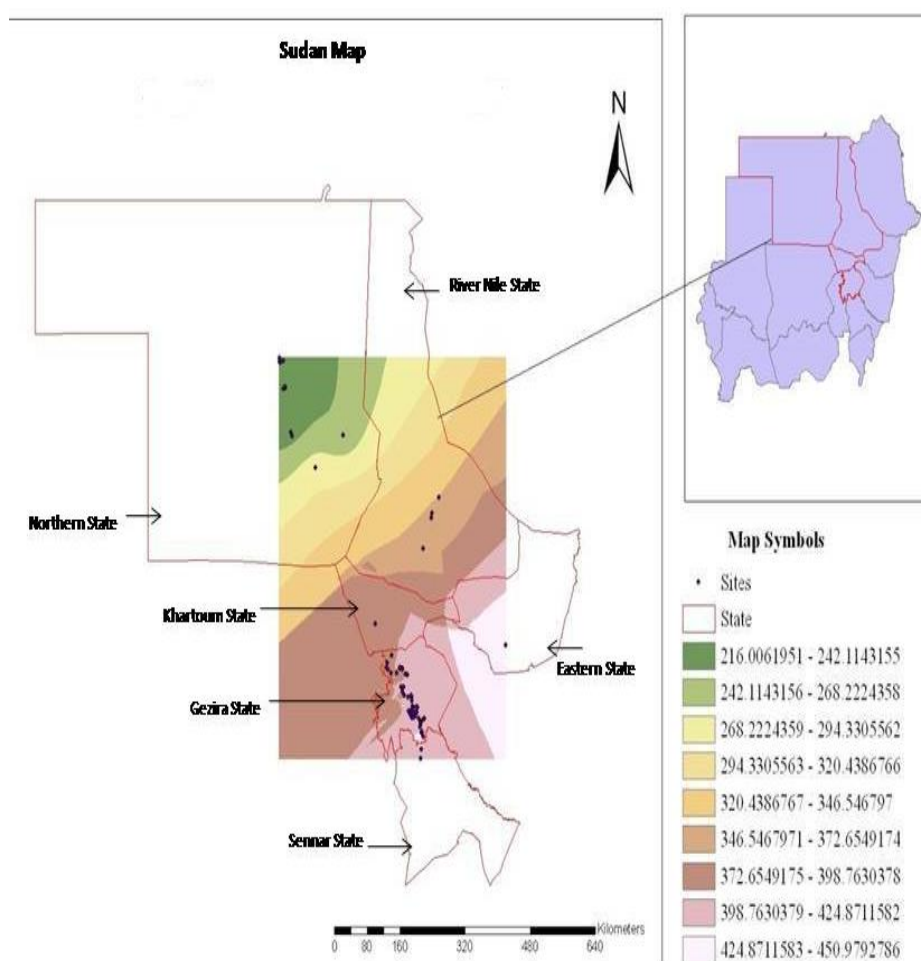 Sudan Map
N
River Nile State
Northern State
Khartoum State
Eastern State
Gezira State
Sennar State
Kilometers
0 80 160 320 480 640
Map Symbols
Sites
State
216.0061951 - 242.1143155
242.1143156 - 268.2224358
268.2224359 - 294.3305562
294.3305563 - 320.4386766
320.4386767 - 346.546797
346.5467971 - 372.6549174
372.6549175 - 398.7630378
398.7630379 - 424.8711582
424.8711583 - 450.9792786